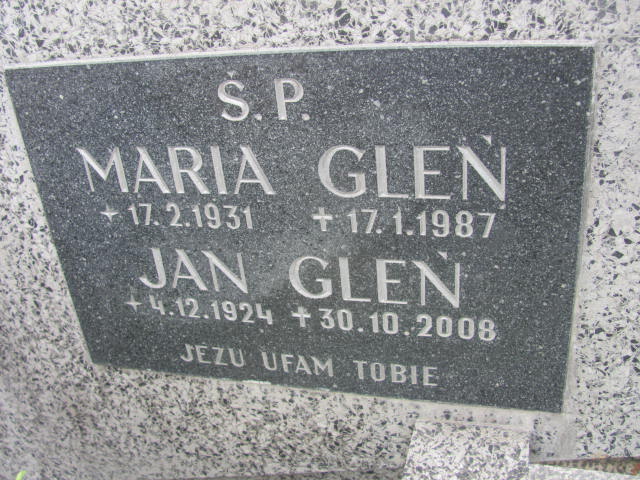 Ś.P.
MARIA GLEŃ
+ 17.2.1931 ✝ 17.1.1987
JAN GLEŃ
+ 4.12.1924 ✝ 30.10.2008
JEZU UFAM TOBIE